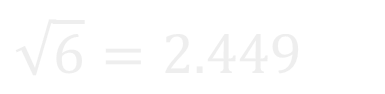 √6 = 2.449